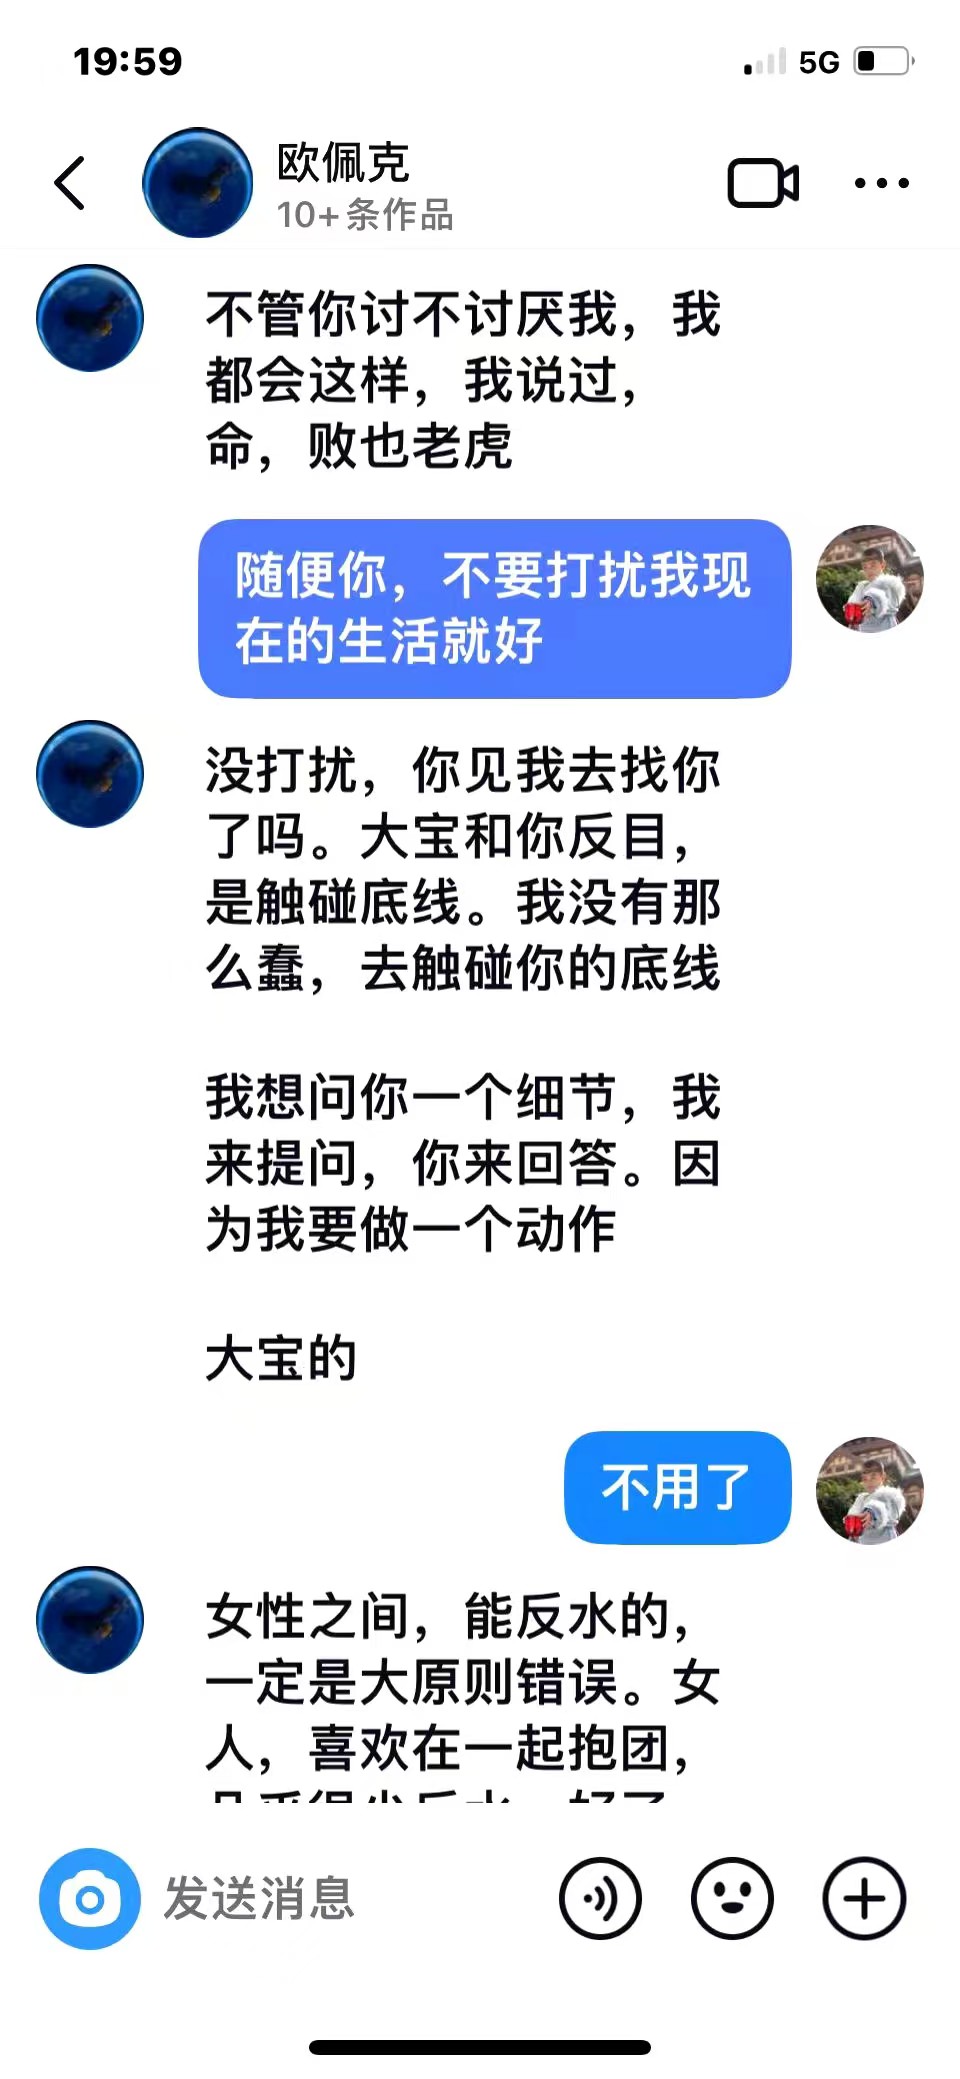 19:59
5G
欧佩克
10+条作品
不管你讨不讨厌我，我
都会这样，我说过，
命，败也老虎
随便你，不要打扰我现
在的生活就好
没打扰，你见我去找你
了吗。大宝和你反目，
是触碰底线。我没有那
么蠢，去触碰你的底线
我想问你一个细节，我
来提问，你来回答。因
为我要做一个动作
大宝的
不用了
女性之间，能反水的，
一定是大原则错误。女
人，喜欢在一起抱团，
发送消息